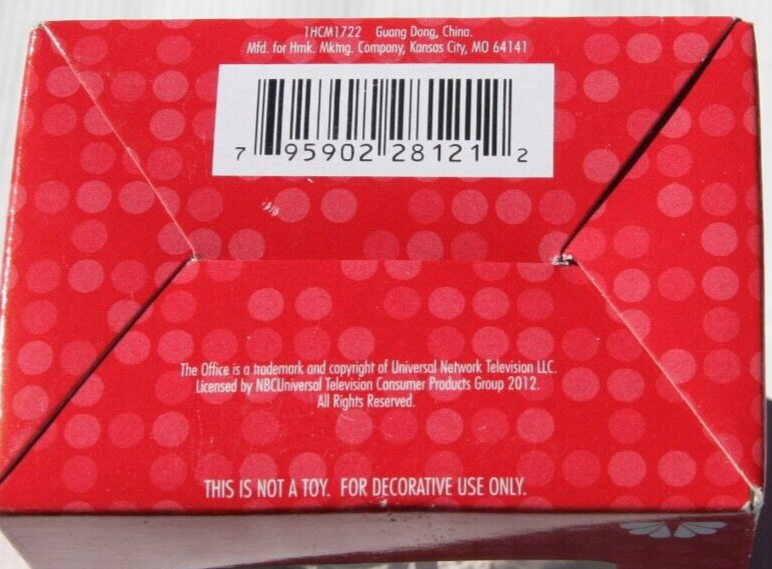 1HCM1722 Guang Dong, China.
Mfd. for Hmk. Mktng. Company, Kansas City, MO 64141
7 95902 28121 2
The Office is a trademark and copyright of Universal Network Television LLC.
Licensed by NBCUniversal Television Consumer Products Group 2012.
All Rights Reserved.
THIS IS NOT A TOY. FOR DECORATIVE USE ONLY.